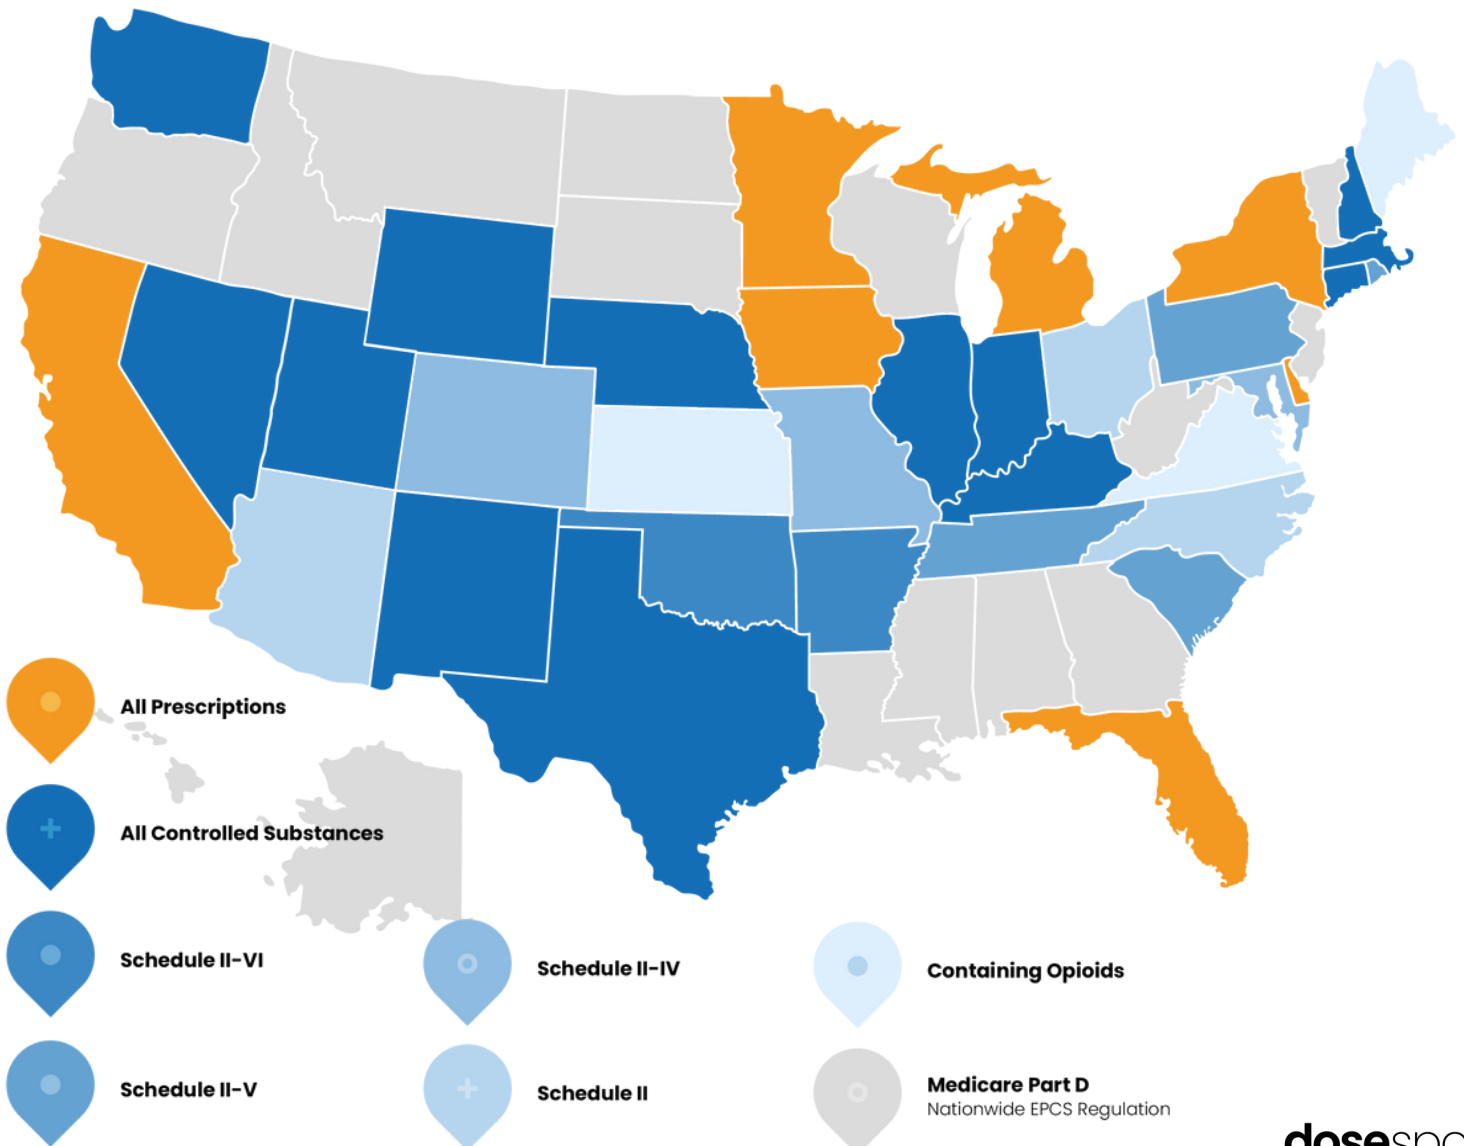 All Prescriptions
All Controlled Substances
Schedule II-VI
Schedule II-IV
Containing Opioids
Schedule II-V
Schedule II
Medicare Part D
Nationwide EPCS Regulation